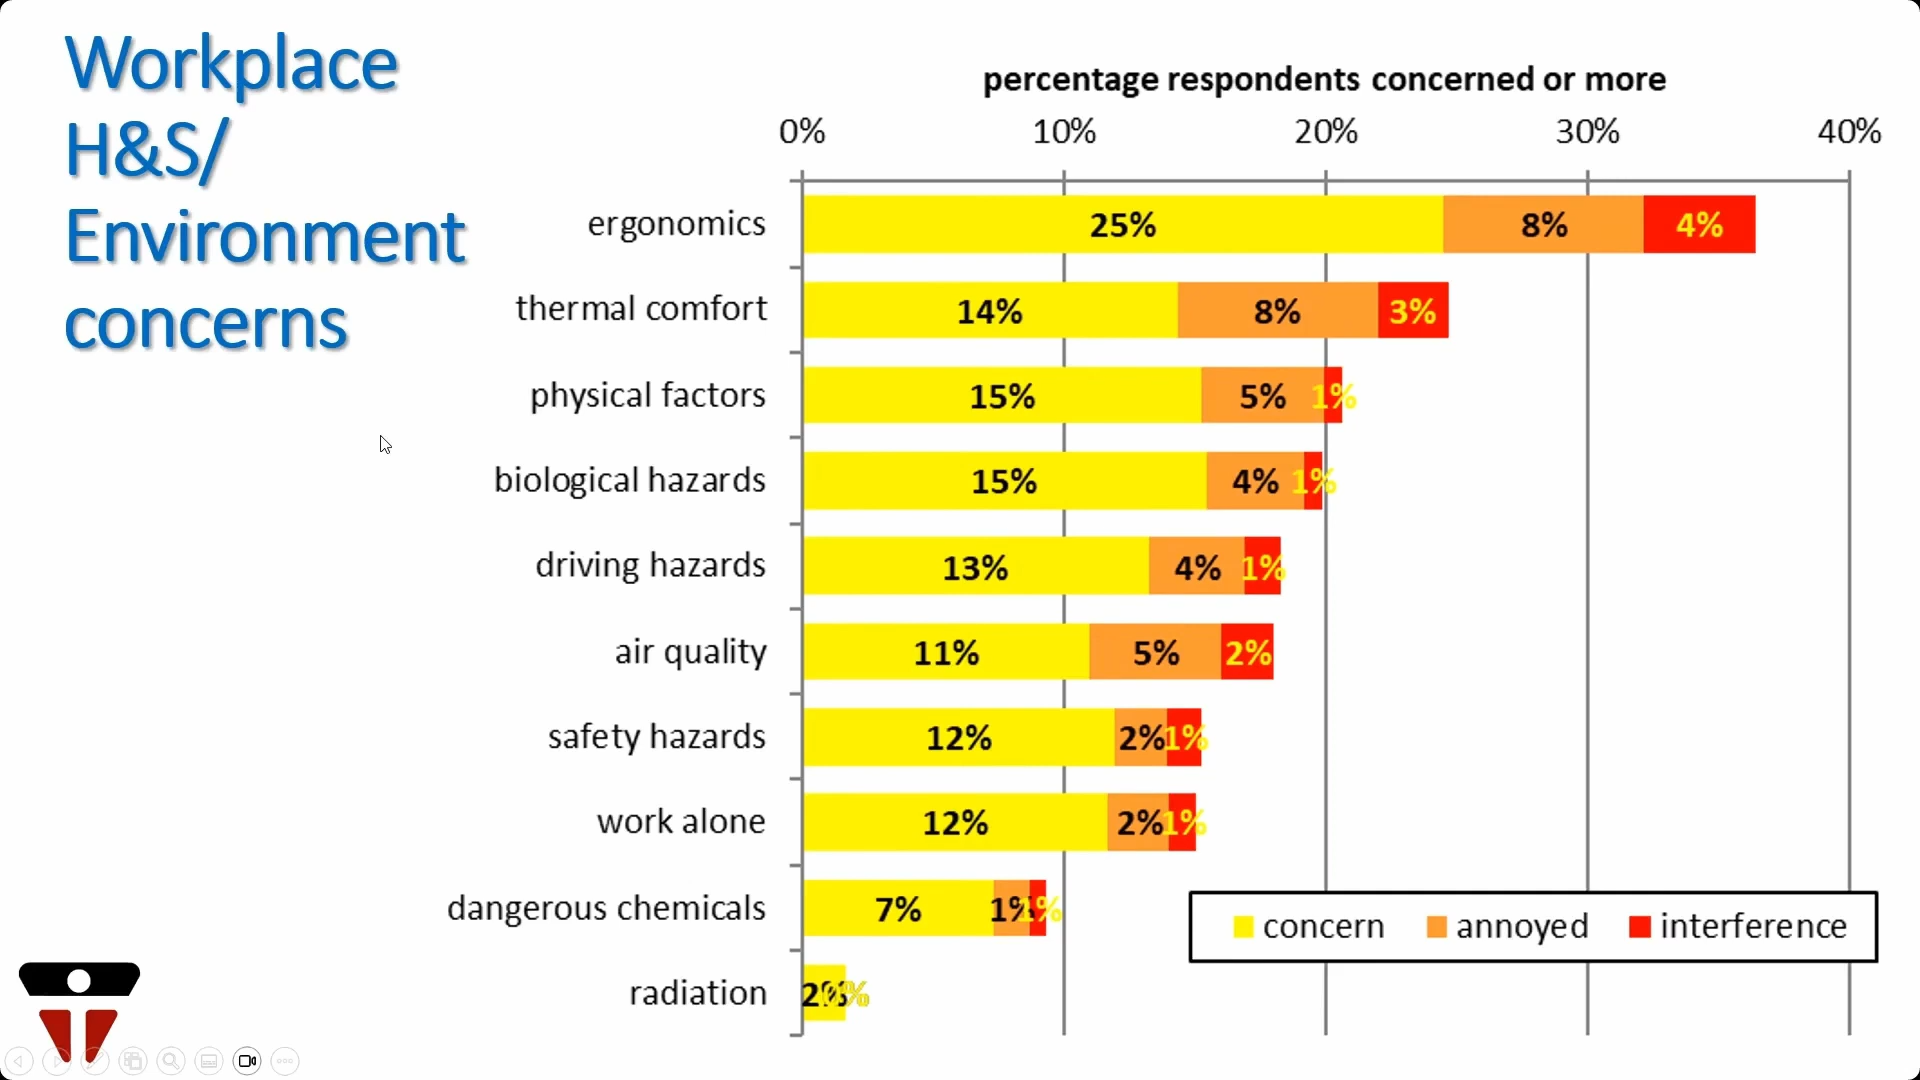 Workplace
H&S/
Environment
concerns
percentage respondents concerned or more
0% 10% 20% 30% 40%
ergonomics 25% 8% 4%
thermal comfort 14% 8% 3%
physical factors 15% 5% 1%
biological hazards 15% 4% 1%
driving hazards 13% 4% 1%
air quality 11% 5% 2%
safety hazards 12% 2% 1%
work alone 12% 2% 1%
dangerous chemicals 7% 1% 1%
concern annoyed interference
radiation 2%